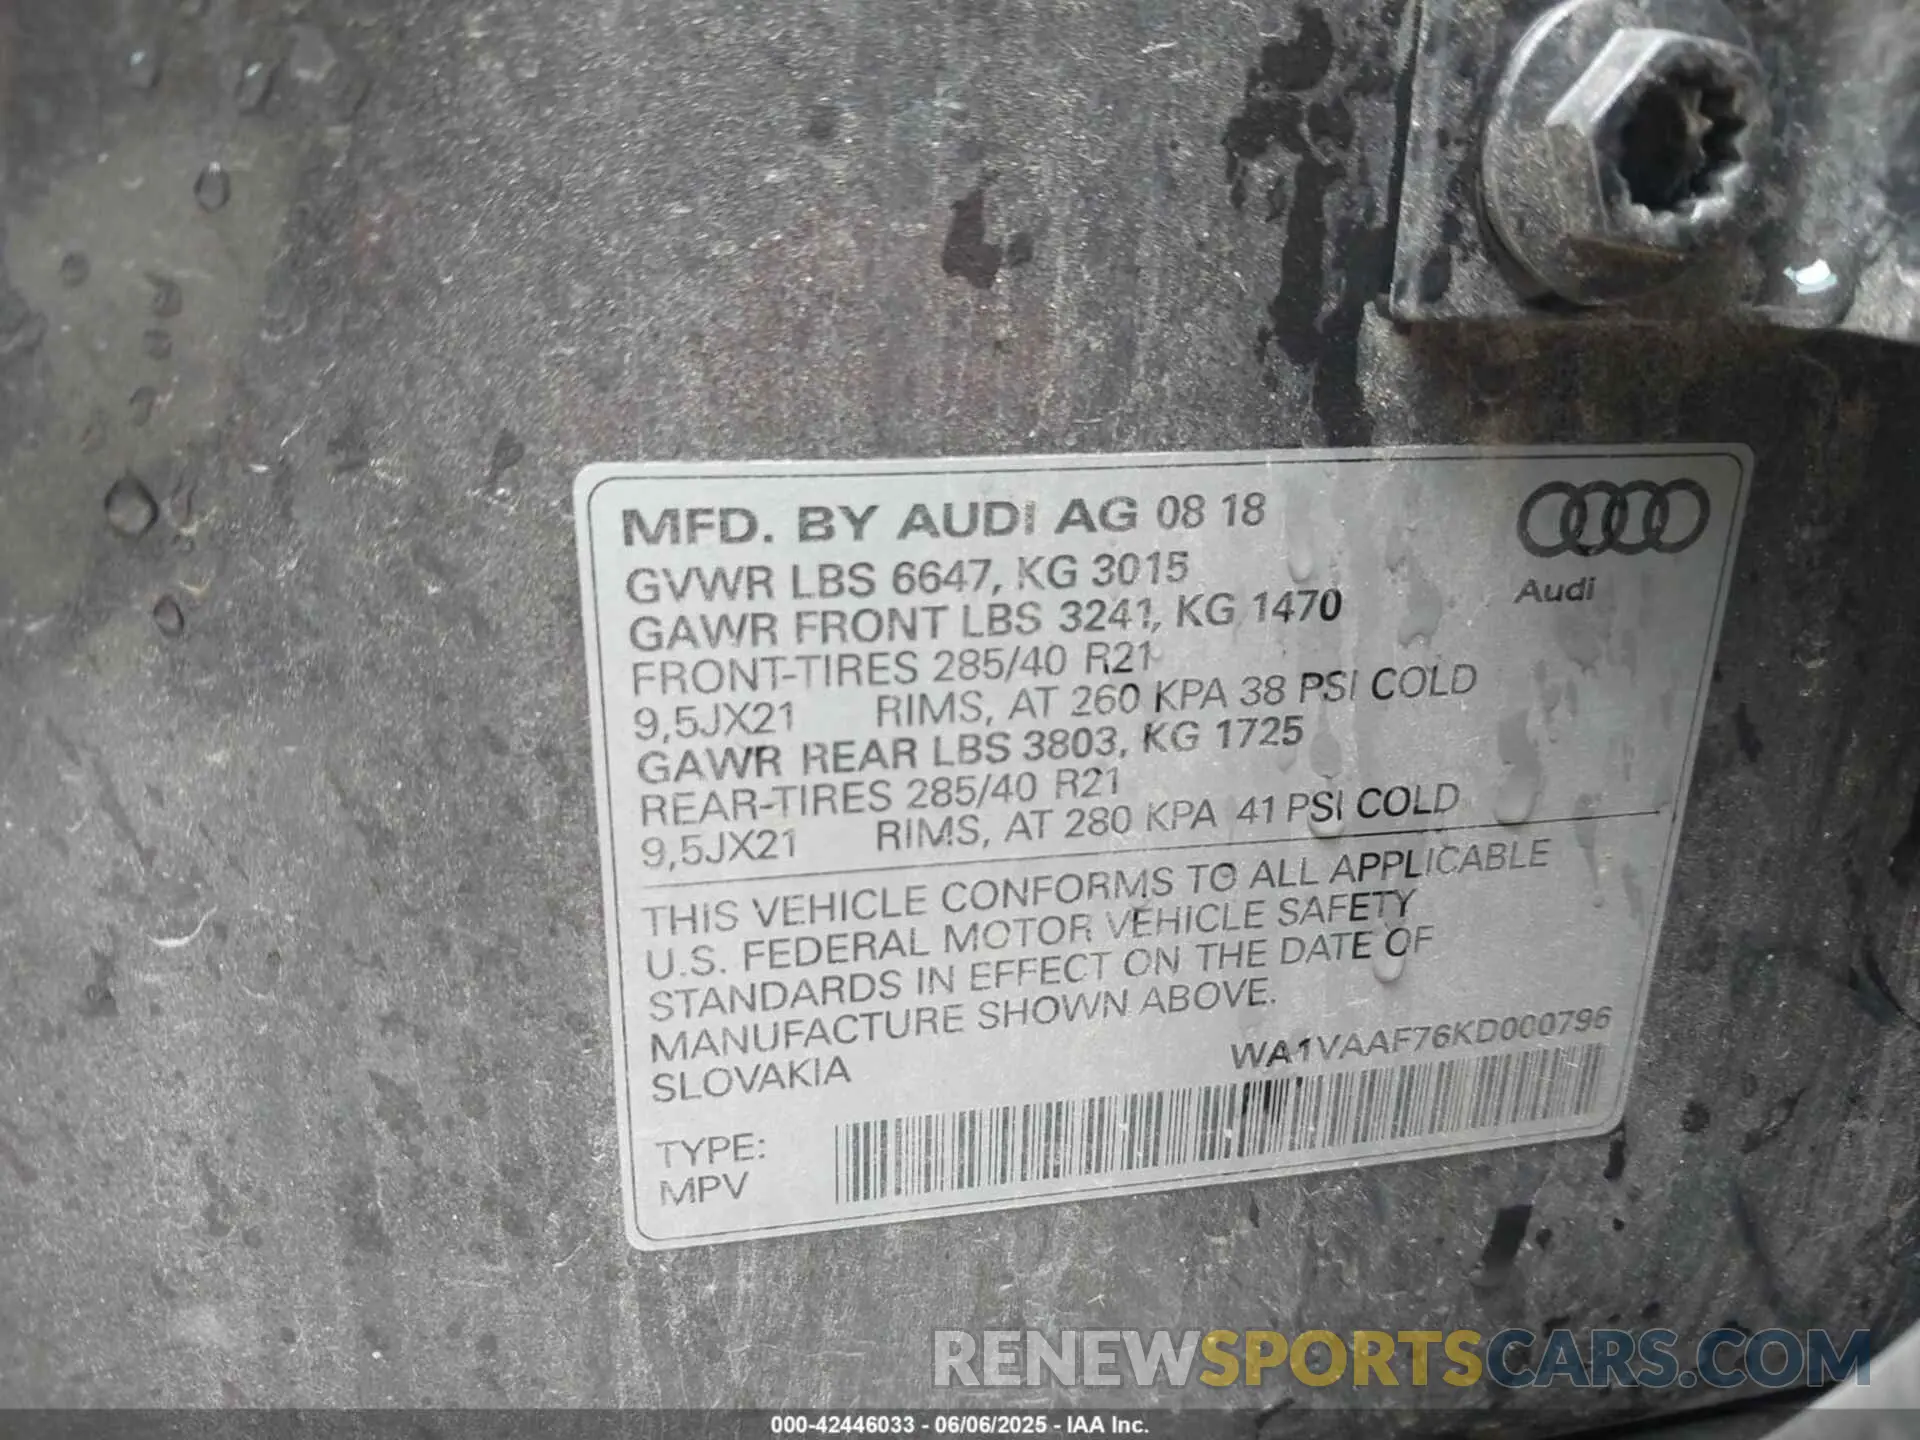 MFD. BY AUDI AG 08 18
GVWR LBS 6647, KG 3015
GAWR FRONT LBS 3241, KG 1470
FRONT-TIRES 285/40 R21
9,5JX21 RIMS, AT 260 KPA 38 PSI COLD
GAWR REAR LBS 3803, KG 1725
REAR-TIRES 285/40 R21
9,5JX21 RIMS, AT 280 KPA 41 PSI COLD
Audi
THIS VEHICLE CONFORMS TO ALL APPLICABLE
U.S. FEDERAL MOTOR VEHICLE SAFETY
STANDARDS IN EFFECT ON THE DATE OF
MANUFACTURE SHOWN ABOVE.
SLOVAKIA
WA1VAAF76KD000796
TYPE:
MPV
RENEWSPORTSCARS.COM
000-42446033 - 06/06/2025 - IAA Inc.